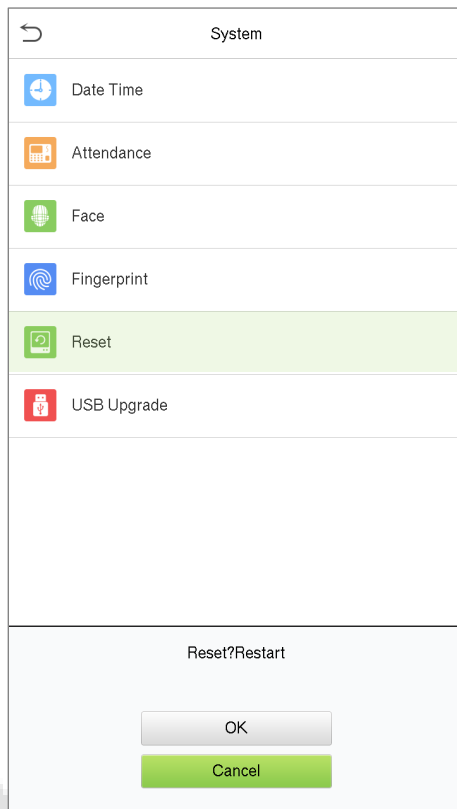 System
Date Time
Attendance
Face
Fingerprint
Reset
USB Upgrade
Reset?Restart
OK
Cancel